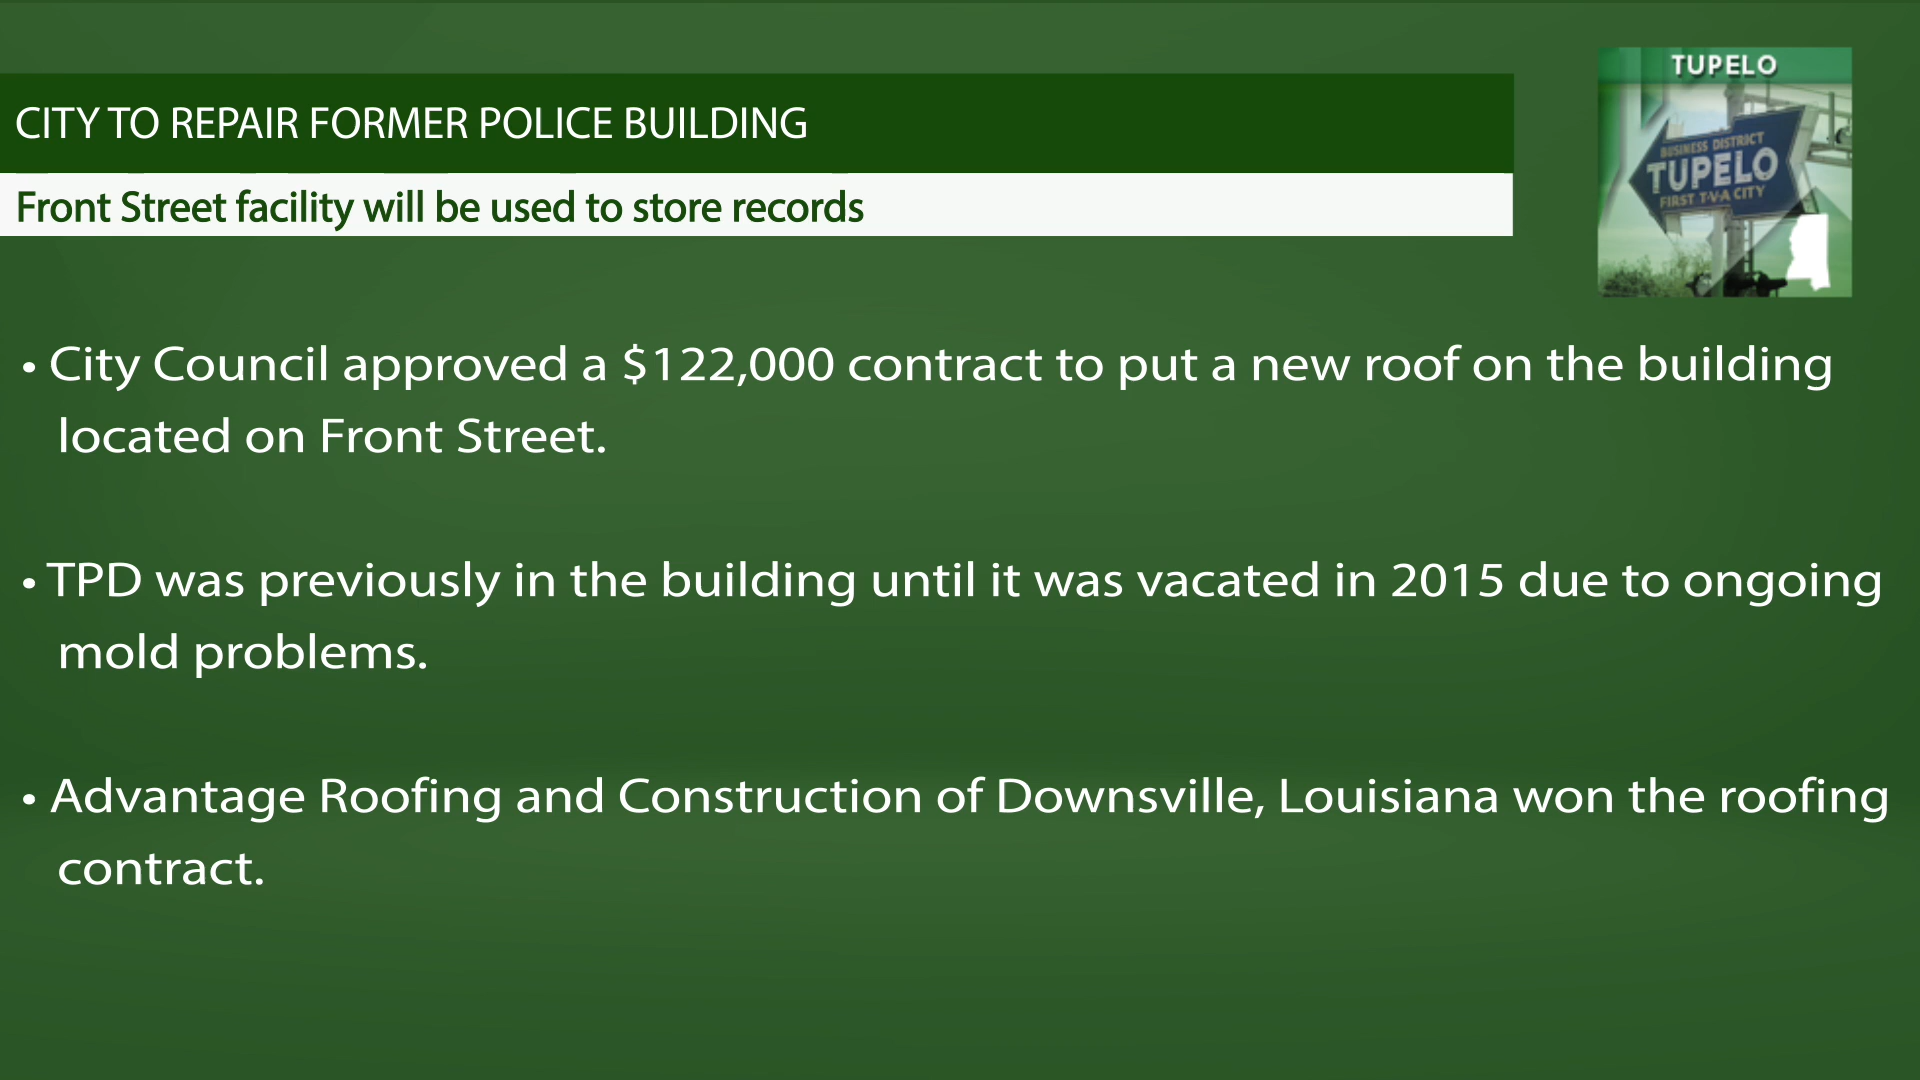 TUPELO
CITY TO REPAIR FORMER POLICE BUILDING
BUSINESS DISTRICT
TUPELO
FIRST T-V-A CITY
Front Street facility will be used to store records
• City Council approved a $122,000 contract to put a new roof on the building
located on Front Street.
• TPD was previously in the building until it was vacated in 2015 due to ongoing
mold problems.
• Advantage Roofing and Construction of Downsville, Louisiana won the roofing
contract.